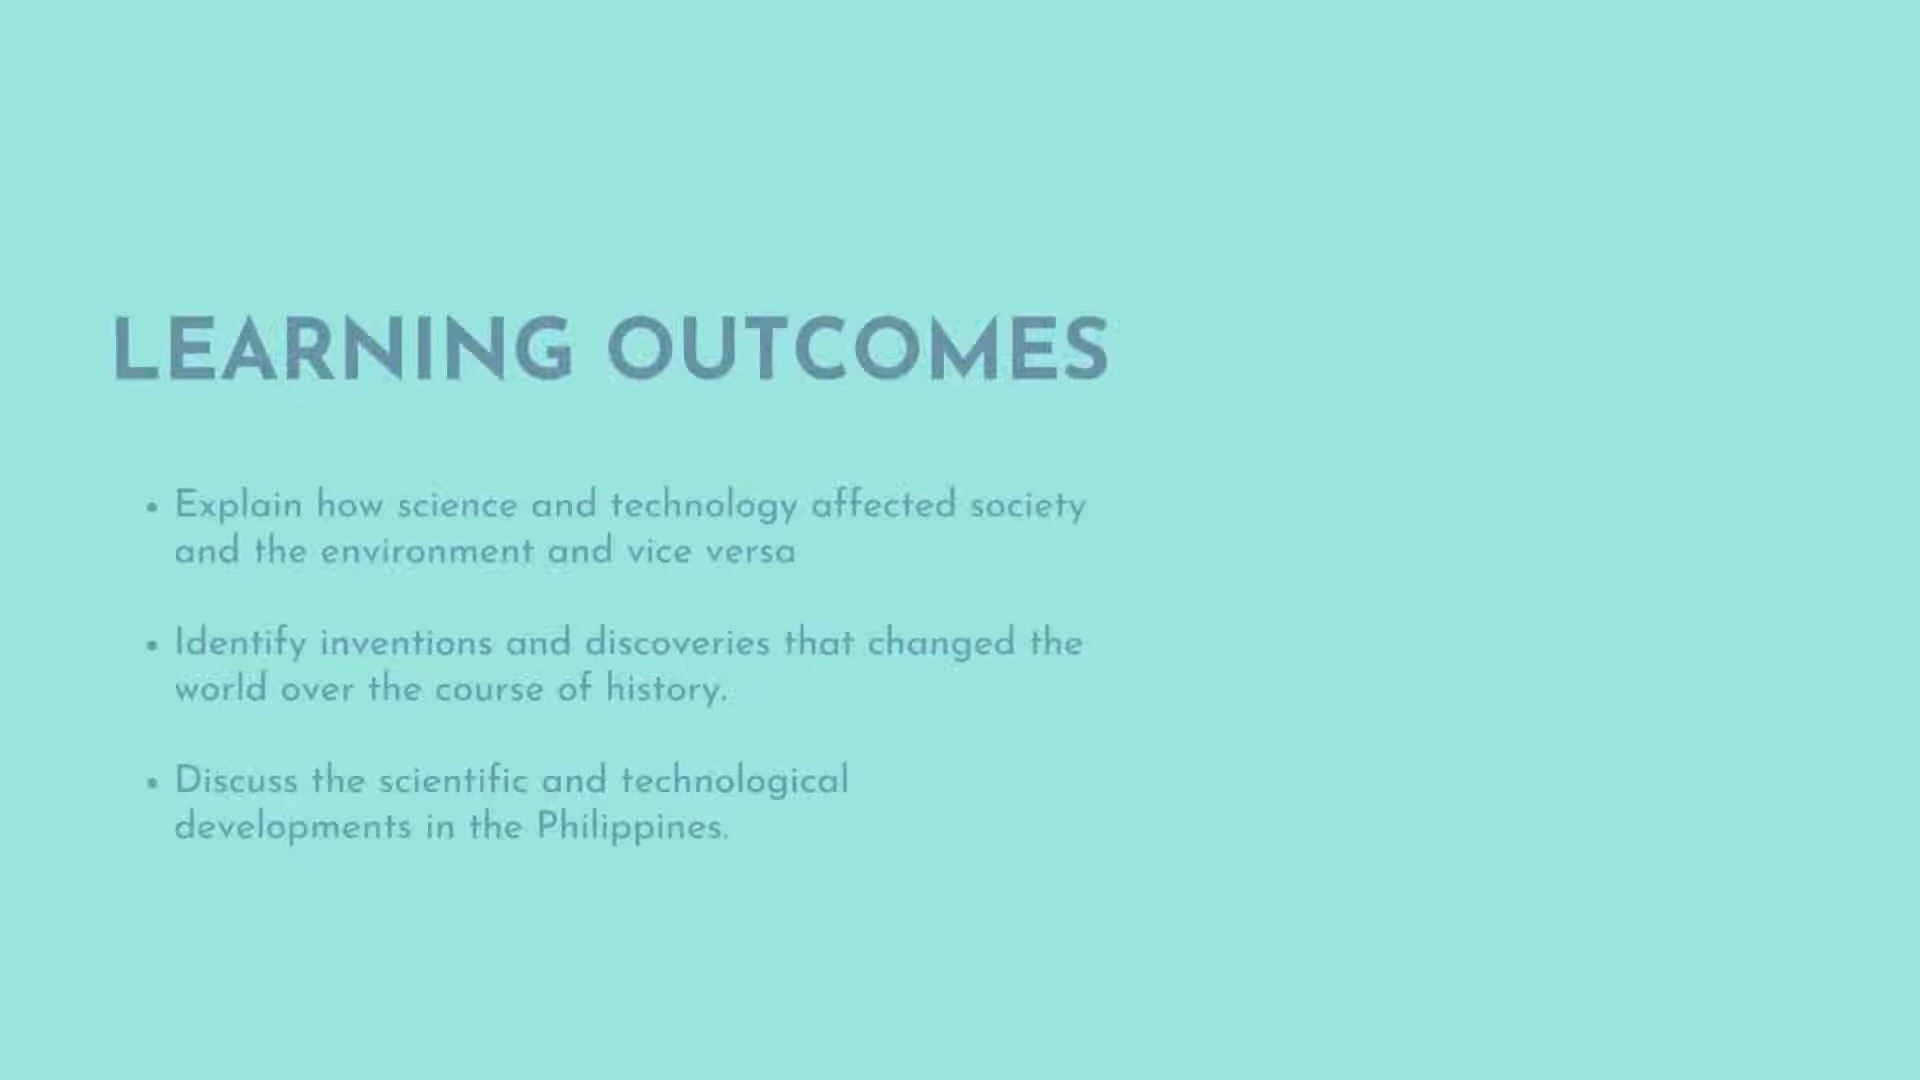 LEARNING OUTCOMES
• Explain how science and technology affected society
and the environment and vice versa
• Identify inventions and discoveries that changed the
world over the course of history.
• Discuss the scientific and technological
developments in the Philippines.